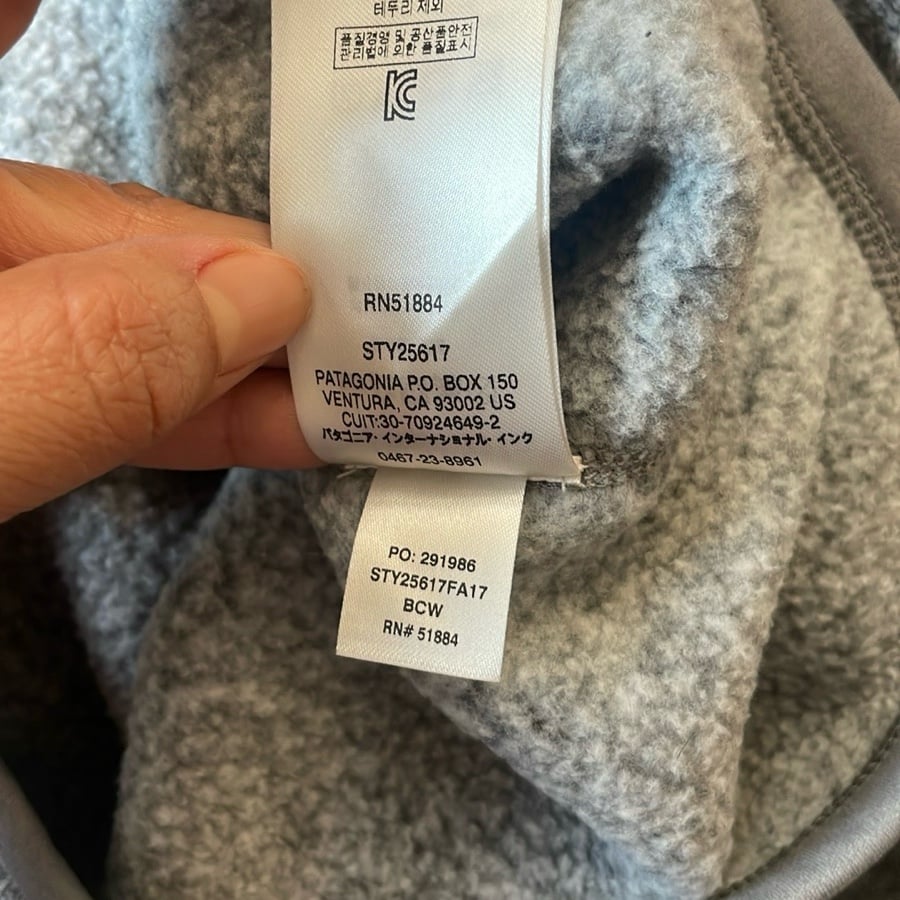 테두리 제외
품질경영 및 공산품안전
관리법에 의한 품질표시
RN51884
STY25617
PATAGONIA P.O. BOX 150
VENTURA, CA 93002 US
CUIT:30-70924649-2
パタゴニア・インターナショナル・インク
0467-23-8961
PO: 291986
STY25617FA17
BCW
RN# 51884